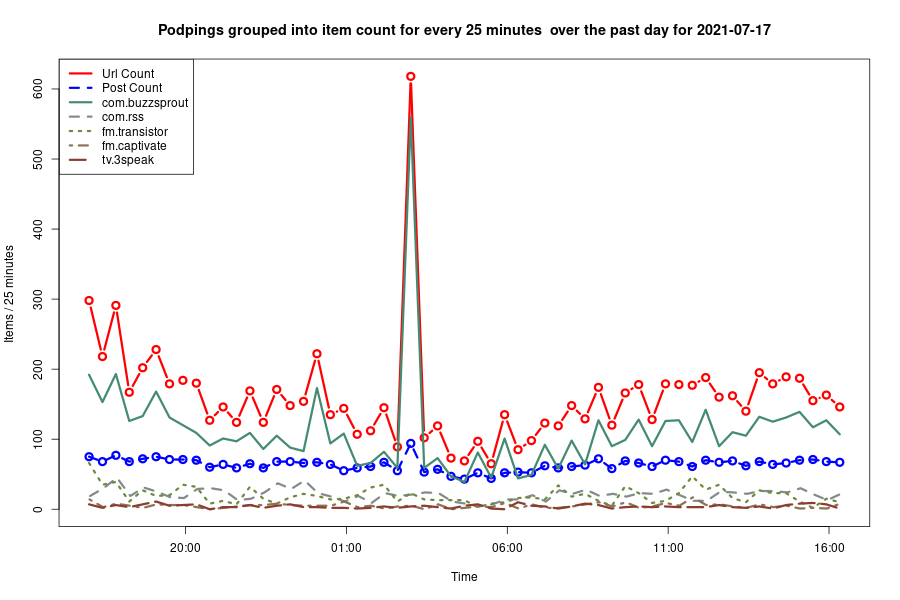 Podpings grouped into item count for every 25 minutes  over the past day for 2021-07-17
Url Count
Post Count
com.buzzsprout
com.rss
fm.transistor
fm.captivate
tv.3speak
Items / 25 minutes
600
500
400
300
200
100
0
20:00 01:00 06:00 11:00 16:00
Time